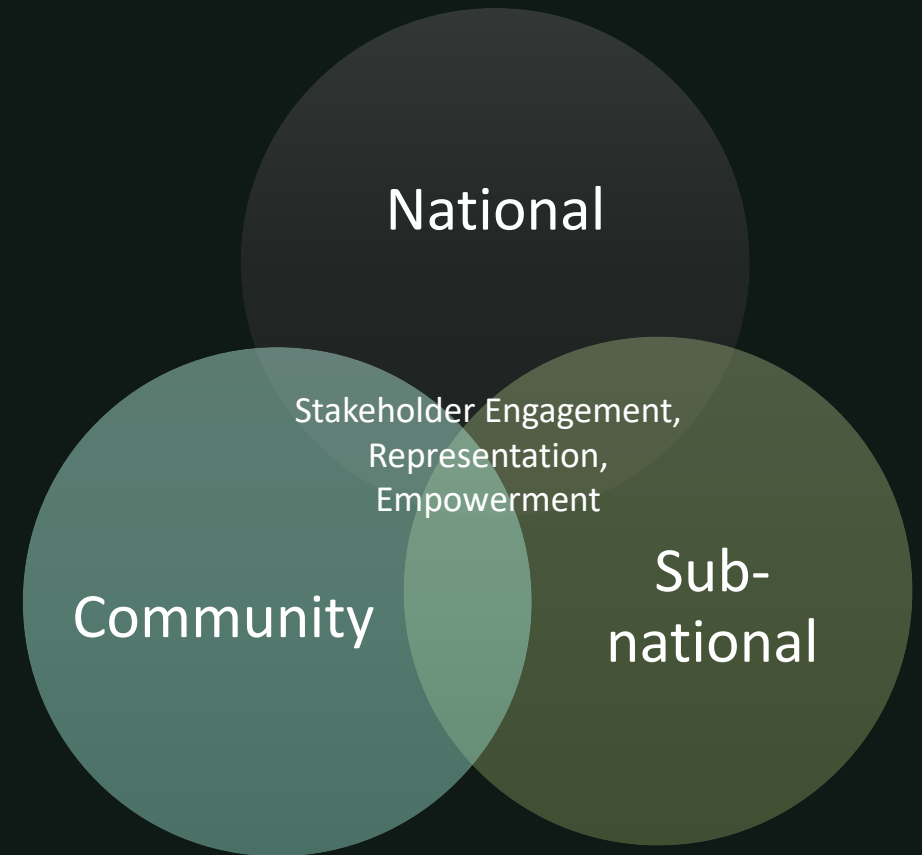 National
Stakeholder Engagement,
Representation,
Empowerment
Community
Sub-
national